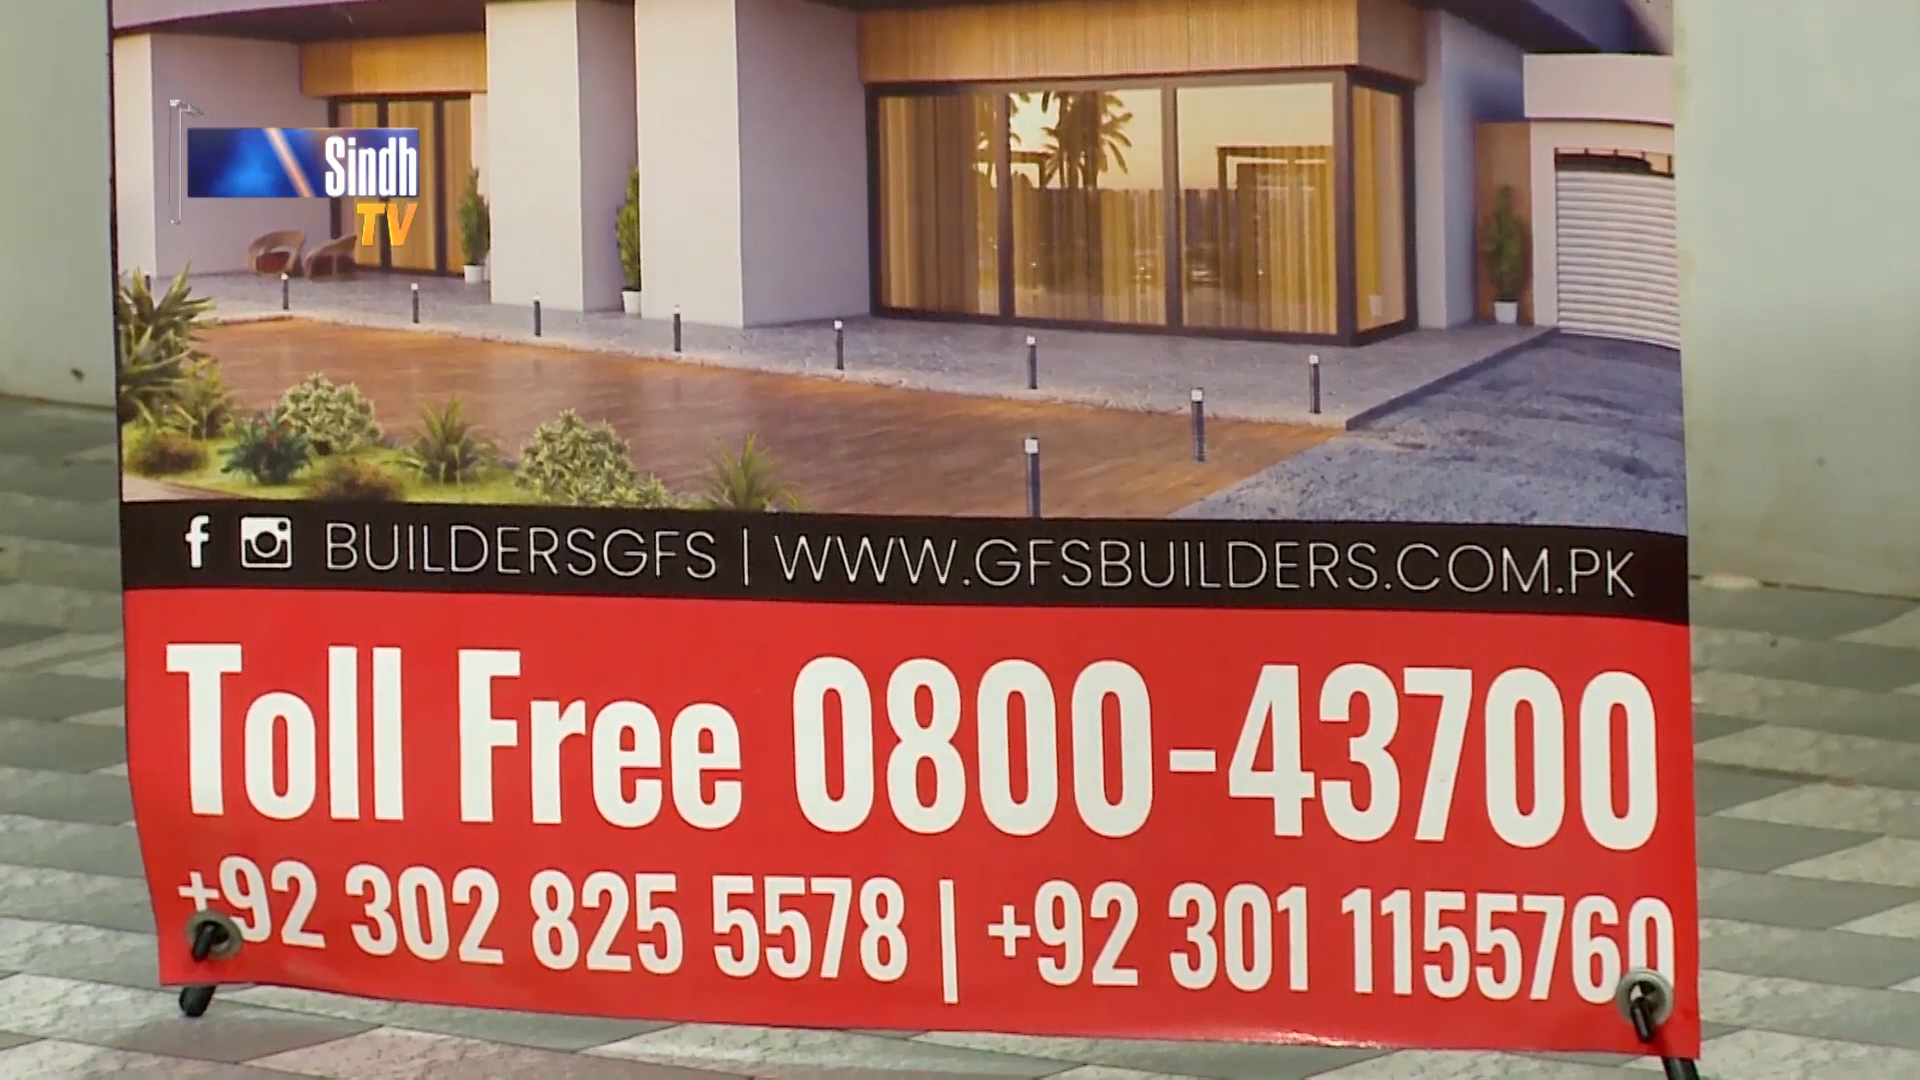 Sindh
TV
BUILDERSGFS | WWW.GFSBUILDERS.COM.PK
Toll Free 0800-43700
+92 302 825 5578 | +92 301 1155760